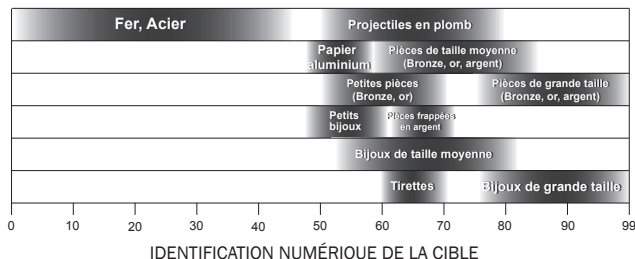 Fer, Acier
Projectiles en plomb
Papier
aluminium
Pièces de taille moyenne
(Bronze, or, argent)
Petites pièces
(Bronze, or)
Pièces de grande taille
(Bronze, or, argent)
Petits
bijoux
Pièces frappées
en argent
Bijoux de taille moyenne
Tirettes
Bijoux de grande taille
0 10 20 30 40 50 60 70 80 90 99
IDENTIFICATION NUMÉRIQUE DE LA CIBLE